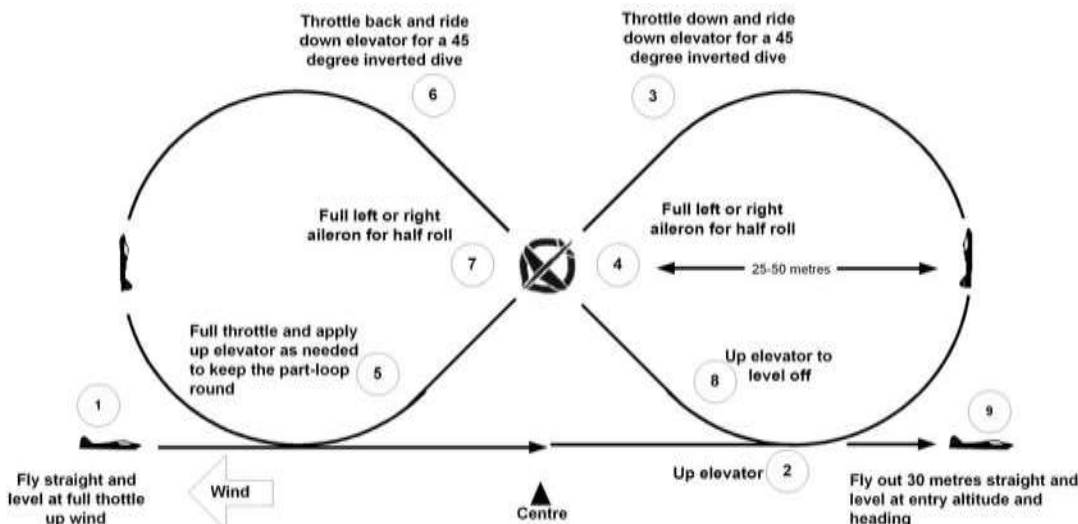 Throttle back and ride
down elevator for a 45
degree inverted dive
6
Throttle down and ride
down elevator for a 45
degree inverted dive
3
Full left or right
aileron for half roll
7
4
Full left or right
aileron for half roll
25-50 metres
Full throttle and apply
up elevator as needed
to keep the part-loop
round
5
Up elevator to
level off
8
1
9
Fly straight and
level at full thottle
up wind
Wind
Centre
Up elevator
2
Fly out 30 metres straight and
level at entry altitude and
heading